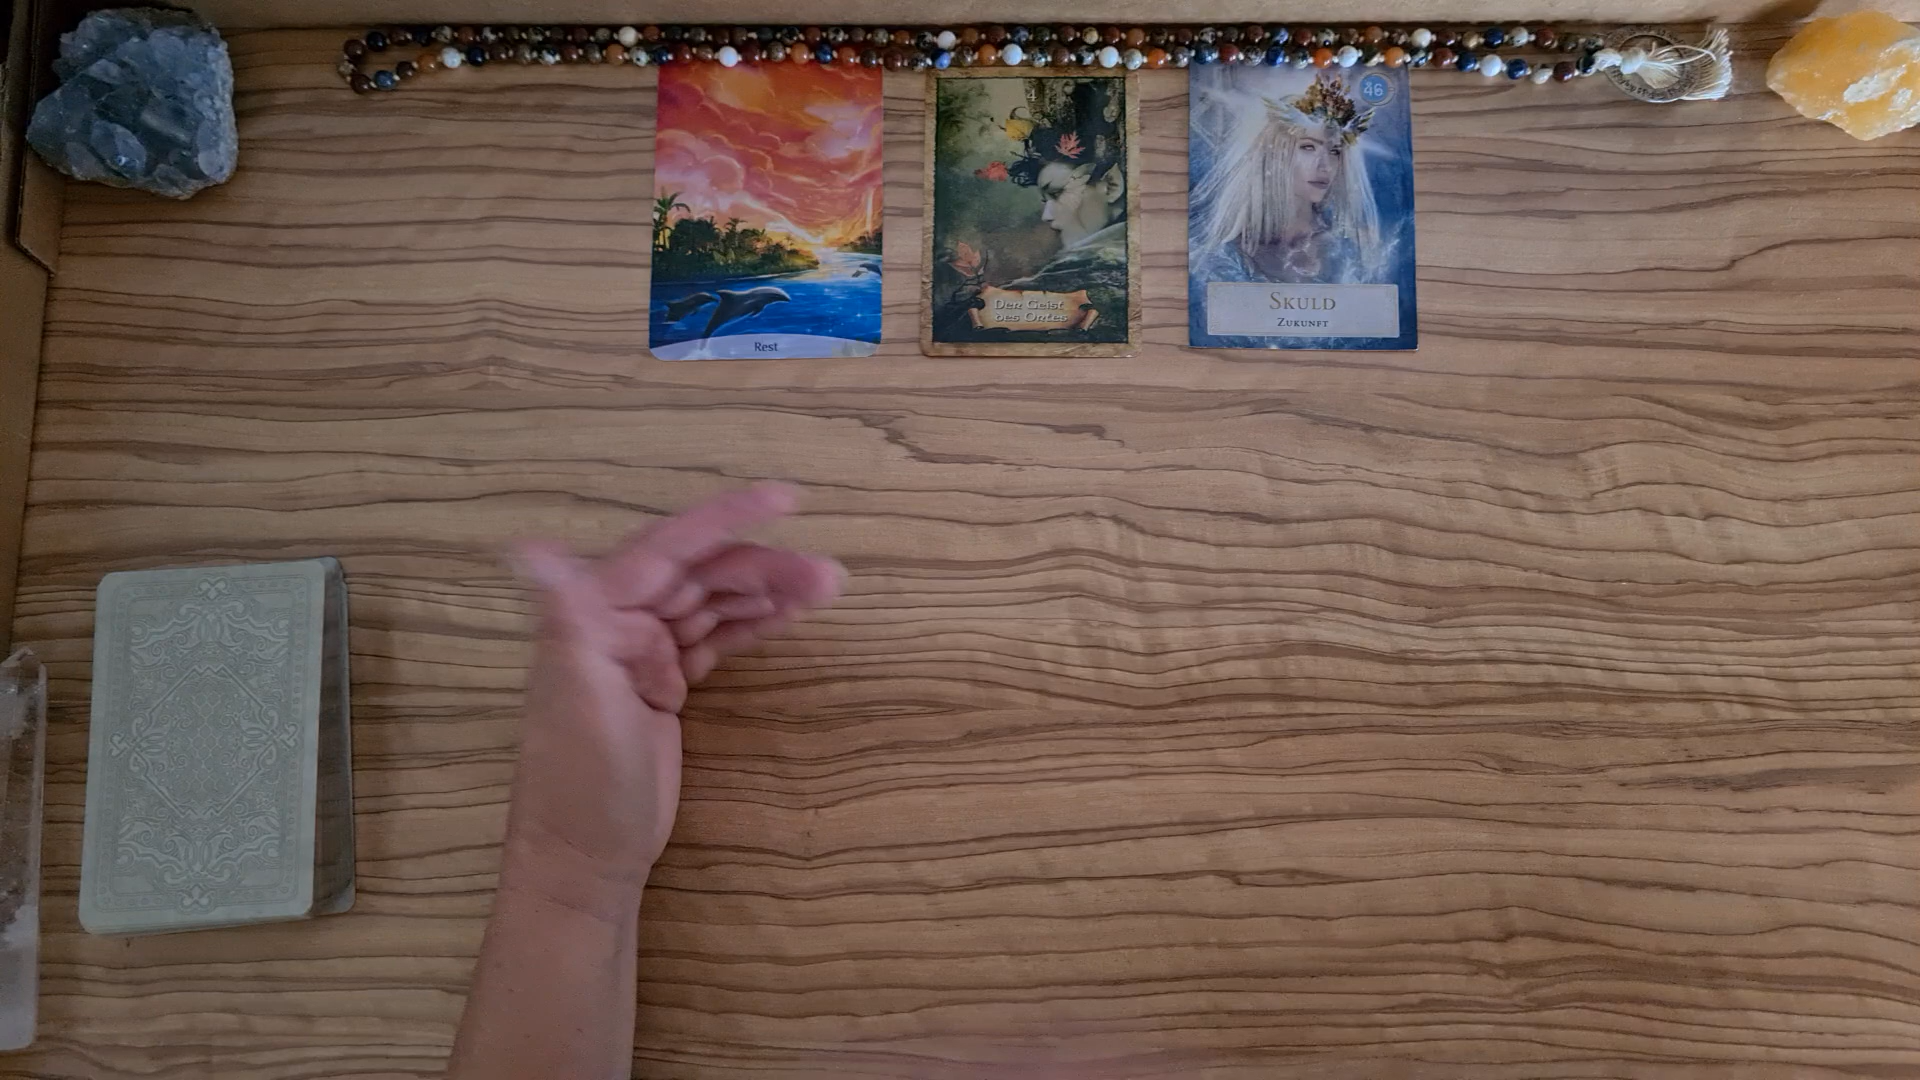 Rest
Der Geist
des Ortes
46
SKULD
ZUKUNFT